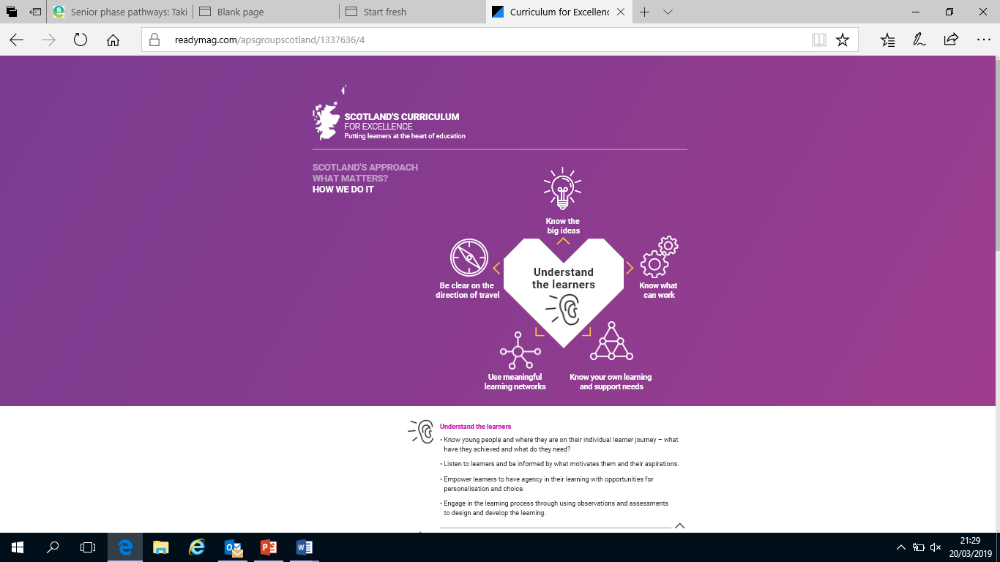 Senior phase pathways: Taki
Blank page
Start fresh
Curriculum for Excellenc
readymag.com/apsgroupscotland/1337636/4
SCOTLAND'S CURRICULUM
FOR EXCELLENCE
Putting learners at the heart of education
SCOTLAND'S APPROACH
WHAT MATTERS?
HOW WE DO IT
Know the
big ideas
Understand
the learners
Be clear on the
direction of travel
Know what
can work
Use meaningful
learning networks
Know your own learning
and support needs
Understand the learners
• Know young people and where they are on their individual learner journey – what
have they achieved and what do they need?
• Listen to learners and be informed by what motivates them and their aspirations.
• Empower learners to have agency in their learning with opportunities for
personalisation and choice.
• Engage in the learning process through using observations and assessments
to design and develop the learning.
21:29
20/03/2019